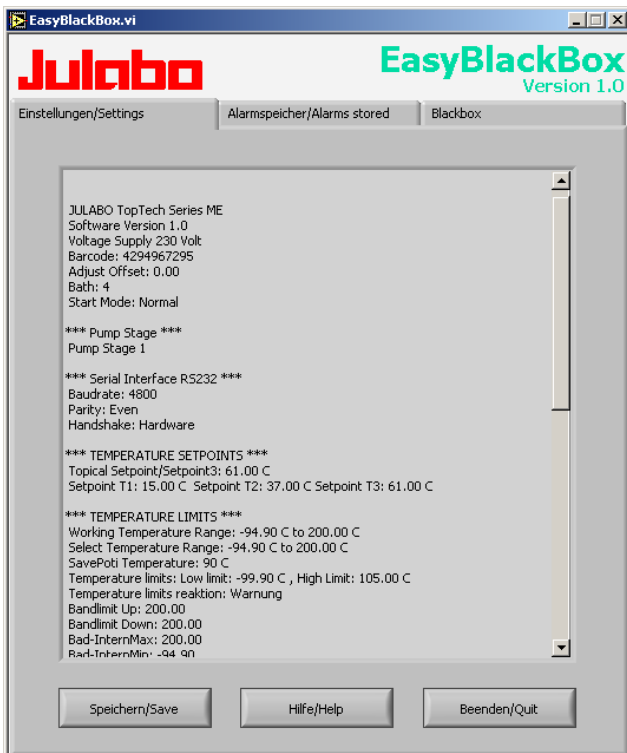 EasyBlackBox.vi
Julabo
EasyBlackBox
Version 1.0
Einstellungen/Settings
Alarmspeicher/Alarms stored
Blackbox
JULABO TopTech Series ME
Software Version 1.0
Voltage Supply 230 Volt
Barcode: 4294967295
Adjust Offset: 0.00
Bath: 4
Start Mode: Normal
*** Pump Stage ***
Pump Stage 1
*** Serial Interface RS232 ***
Baudrate: 4800
Parity: Even
Handshake: Hardware
*** TEMPERATURE SETPOINTS ***
Topical Setpoint/Setpoint3: 61.00 C
Setpoint T1: 15.00 C  Setpoint T2: 37.00 C Setpoint T3: 61.00 C
*** TEMPERATURE LIMITS ***
Working Temperature Range: -94.90 C to 200.00 C
Select Temperature Range: -94.90 C to 200.00 C
SavePoti Temperature: 90 C
Temperature limits: Low limit: -99.90 C , High Limit: 105.00 C
Temperature limits reaktion: Warnung
Bandlimit Up: 200.00
Bandlimit Down: 200.00
Bad-InternMax: 200.00
Bad-InternMin: -94.90
Speichern/Save
Hilfe/Help
Beenden/Quit